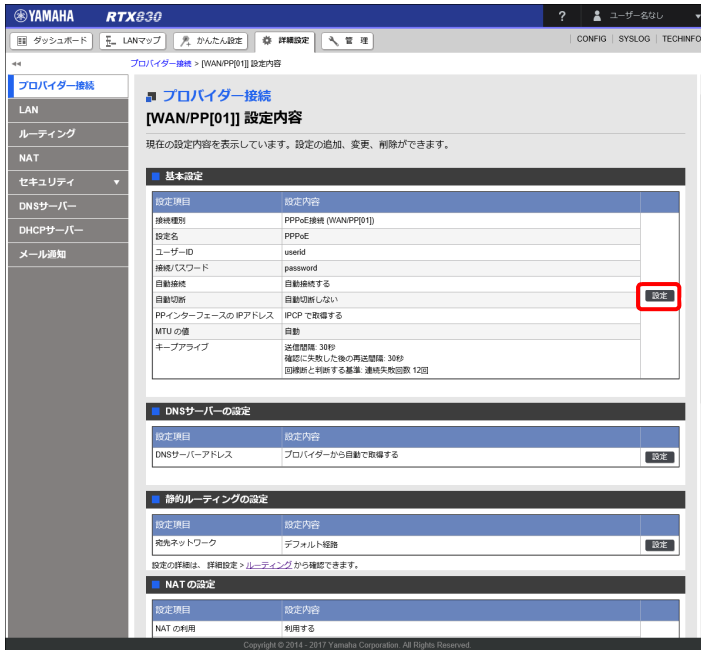 YAMAHA RTX830 ? ユーザー名なし
ダッシュボード LANマップ かんたん設定 詳細設定 管 理 CONFIG SYSLOG TECHINFO
プロバイダー接続 > [WAN/PP[01]] 設定内容
プロバイダー接続
LAN
ルーティング
NAT
セキュリティ
DNSサーバー
DHCPサーバー
メール通知
プロバイダー接続
[WAN/PP[01]] 設定内容
現在の設定内容を表示しています。設定の追加、変更、削除ができます。
基本設定
設定項目 設定内容
接続種別 PPPoE接続 (WAN/PP[01])
設定名 PPPoE
ユーザーID userid
接続パスワード password
自動接続 自動接続する
自動切断 自動切断しない
設定
PPインターフェースの IPアドレス IPCP で取得する
MTU の値 自動
キープアライブ 送信間隔: 30秒
確認に失敗した後の再送間隔: 30秒
回線断と判断する基準: 連続失敗回数 12回
DNSサーバーの設定
設定項目 設定内容
DNSサーバーアドレス プロバイダーから自動で取得する 設定
静的ルーティングの設定
設定項目 設定内容
宛先ネットワーク デフォルト経路 設定
設定の詳細は、 詳細設定 > ルーティング から確認できます。
NAT の設定
設定項目 設定内容
NAT の利用 利用する
Copyright © 2014 - 2017 Yamaha Corporation. All Rights Reserved.